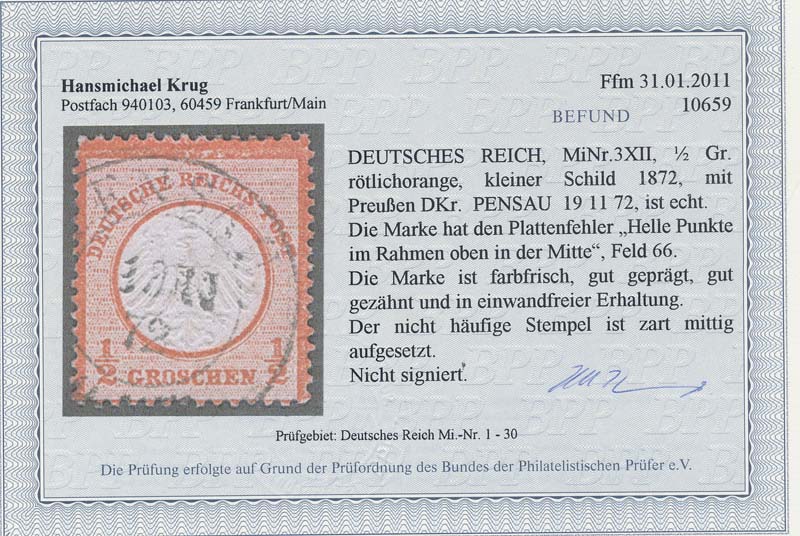 Hansmichael Krug
Postfach 940103, 60459 Frankfurt/Main
Ffm 31.01.2011
10659
BEFUND
DEUTSCHES REICHS-POST
½ GROSCHEN ½
DEUTSCHES REICH, MiNr.3XII, ½ Gr.
rötlichorange, kleiner Schild 1872, mit
Preußen DKr. PENSAU 19 11 72, ist echt.
Die Marke hat den Plattenfehler „Helle Punkte
im Rahmen oben in der Mitte“, Feld 66.
Die Marke ist farbfrisch, gut geprägt, gut
gezähnt und in einwandfreier Erhaltung.
Der nicht häufige Stempel ist zart mittig
aufgesetzt.
Nicht signiert.
Prüfgebiet: Deutsches Reich Mi.-Nr. 1 - 30
Die Prüfung erfolgte auf Grund der Prüfordnung des Bundes der Philatelistischen Prüfer e.V.